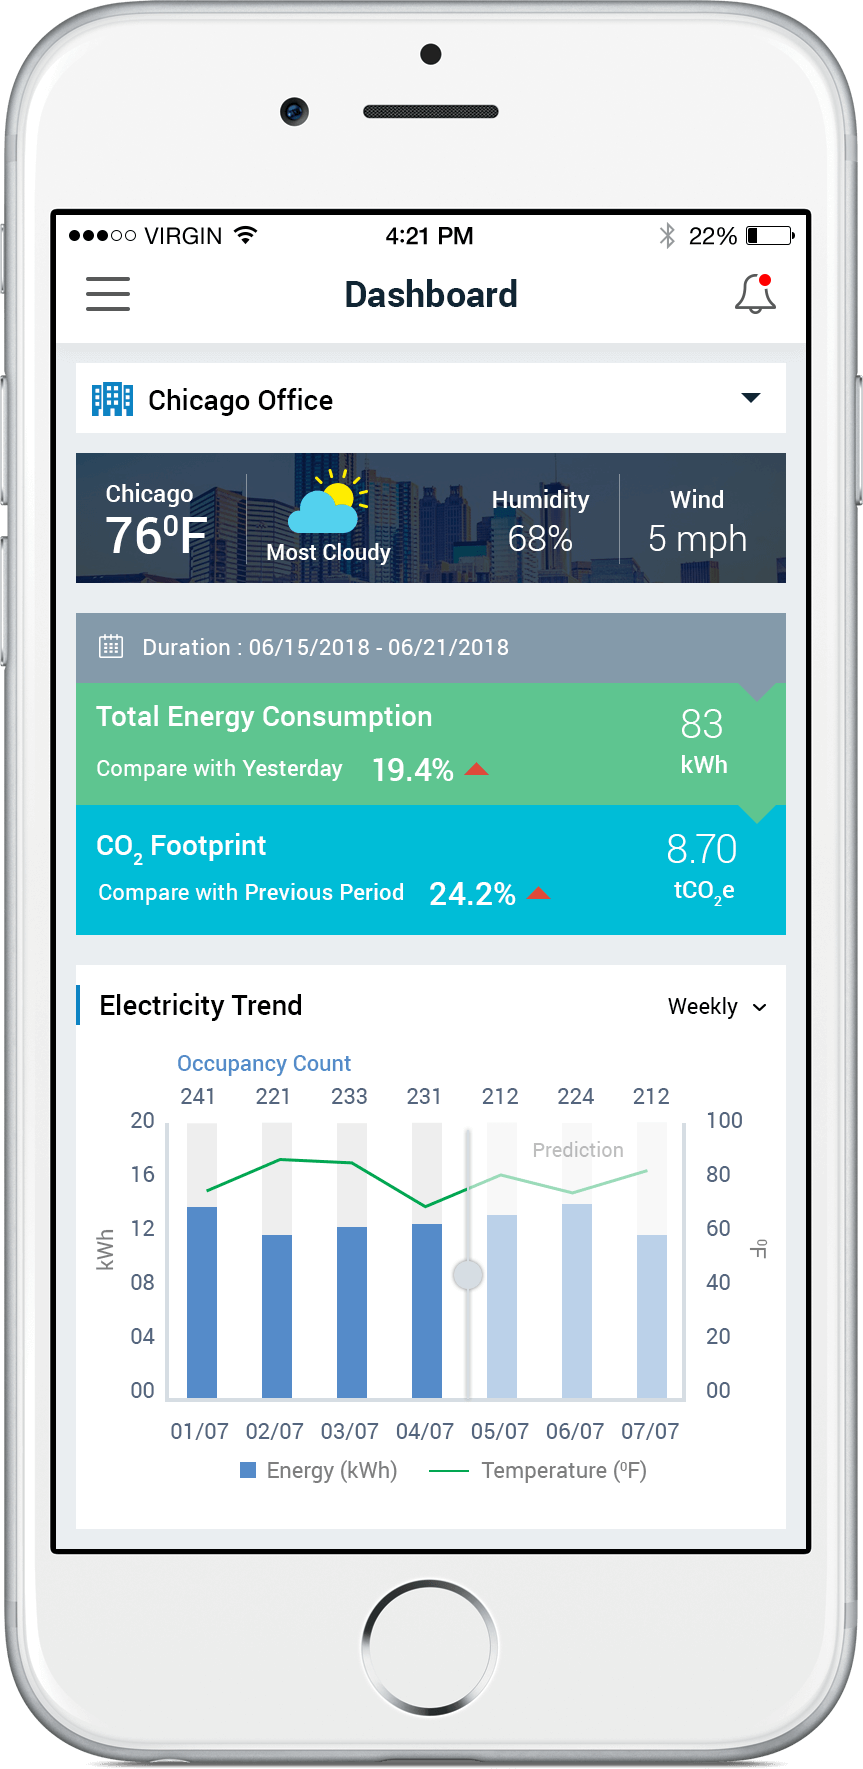 VIRGIN 4:21 PM 22%
Dashboard
Chicago Office
Chicago
76⁰F
Most Cloudy
Humidity
68%
Wind
5 mph
Duration : 06/15/2018 - 06/21/2018
Total Energy Consumption
83
Compare with Yesterday 19.4%
kWh
CO₂ Footprint
8.70
Compare with Previous Period 24.2%
tCO₂e
Electricity Trend
Weekly
Occupancy Count
241 221 233 231 212 224 212
20 100
Prediction
16 80
12 60
kWh
⁰F
08 40
04 20
00 00
01/07 02/07 03/07 04/07 05/07 06/07 07/07
Energy (kWh) Temperature (⁰F)